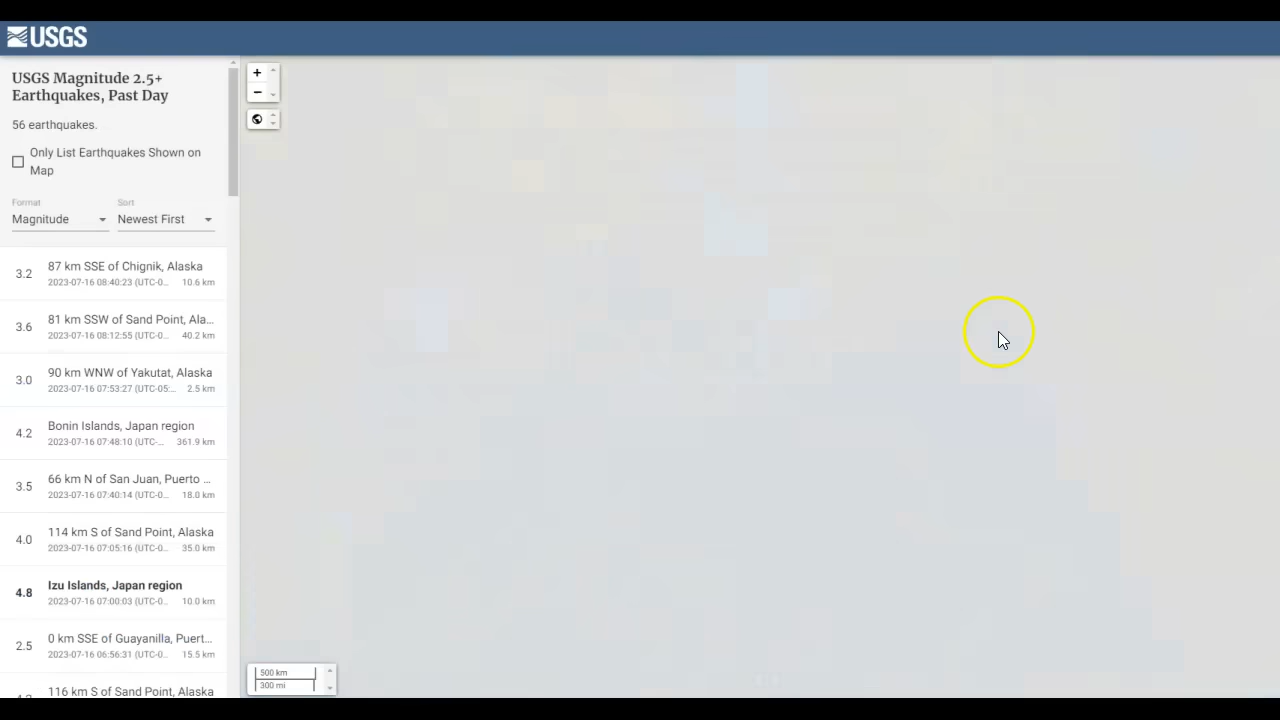 USGS
USGS Magnitude 2.5+
Earthquakes, Past Day
56 earthquakes.
Only List Earthquakes Shown on
Map
Format
Sort
Magnitude
Newest First
3.2
87 km SSE of Chignik, Alaska
2023-07-16 08:40:23 (UTC-0...
10.6 km
3.6
81 km SSW of Sand Point, Ala...
2023-07-16 08:12:55 (UTC-0...
40.2 km
3.0
90 km WNW of Yakutat, Alaska
2023-07-16 07:53:27 (UTC-05:...
2.5 km
4.2
Bonin Islands, Japan region
2023-07-16 07:48:10 (UTC-...
361.9 km
3.5
66 km N of San Juan, Puerto ...
2023-07-16 07:40:14 (UTC-0...
18.0 km
4.0
114 km S of Sand Point, Alaska
2023-07-16 07:05:16 (UTC-0...
35.0 km
4.8
Izu Islands, Japan region
2023-07-16 07:00:03 (UTC-0...
10.0 km
2.5
0 km SSE of Guayanilla, Puert...
2023-07-16 06:56:31 (UTC-0...
15.5 km
116 km S of Sand Point, Alaska
+
−
500 km
300 mi